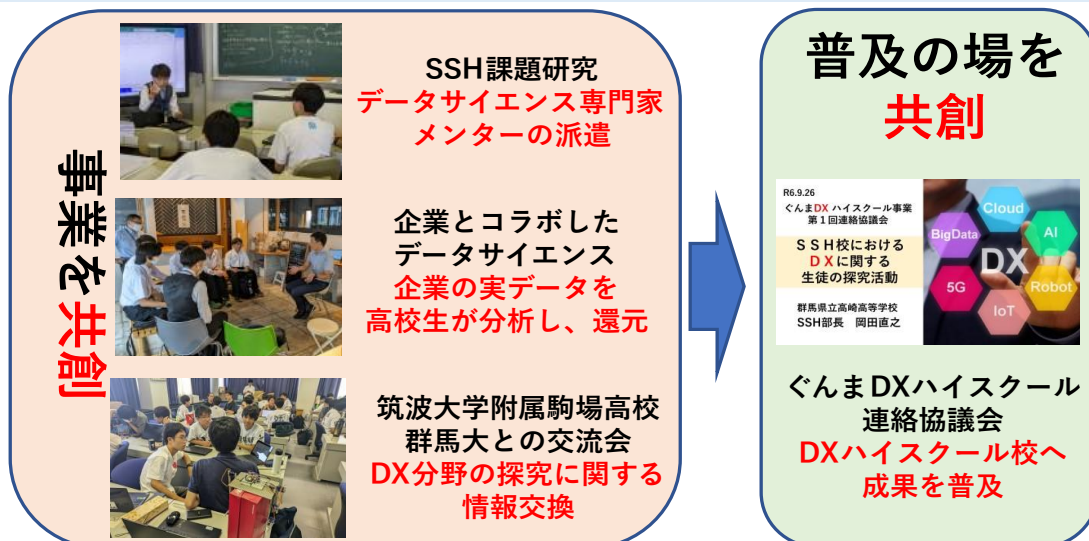 事業を共創
SSH課題研究
データサイエンス専門家
メンターの派遣
企業とコラボした
データサイエンス
企業の実データを
高校生が分析し、還元
筑波大学附属駒場高校
群馬大との交流会
DX分野の探究に関する
情報交換
普及の場を
共創
R6.9.26
ぐんまDX ハイスクール事業
第1回連絡協議会
SSH校における
DXに関する
生徒の探究活動
群馬県立高崎高等学校
SSH部長 岡田直之
Cloud
BigData
AI
DX
5G
Robot
IoT
ぐんまDXハイスクール
連絡協議会
DXハイスクール校へ
成果を普及